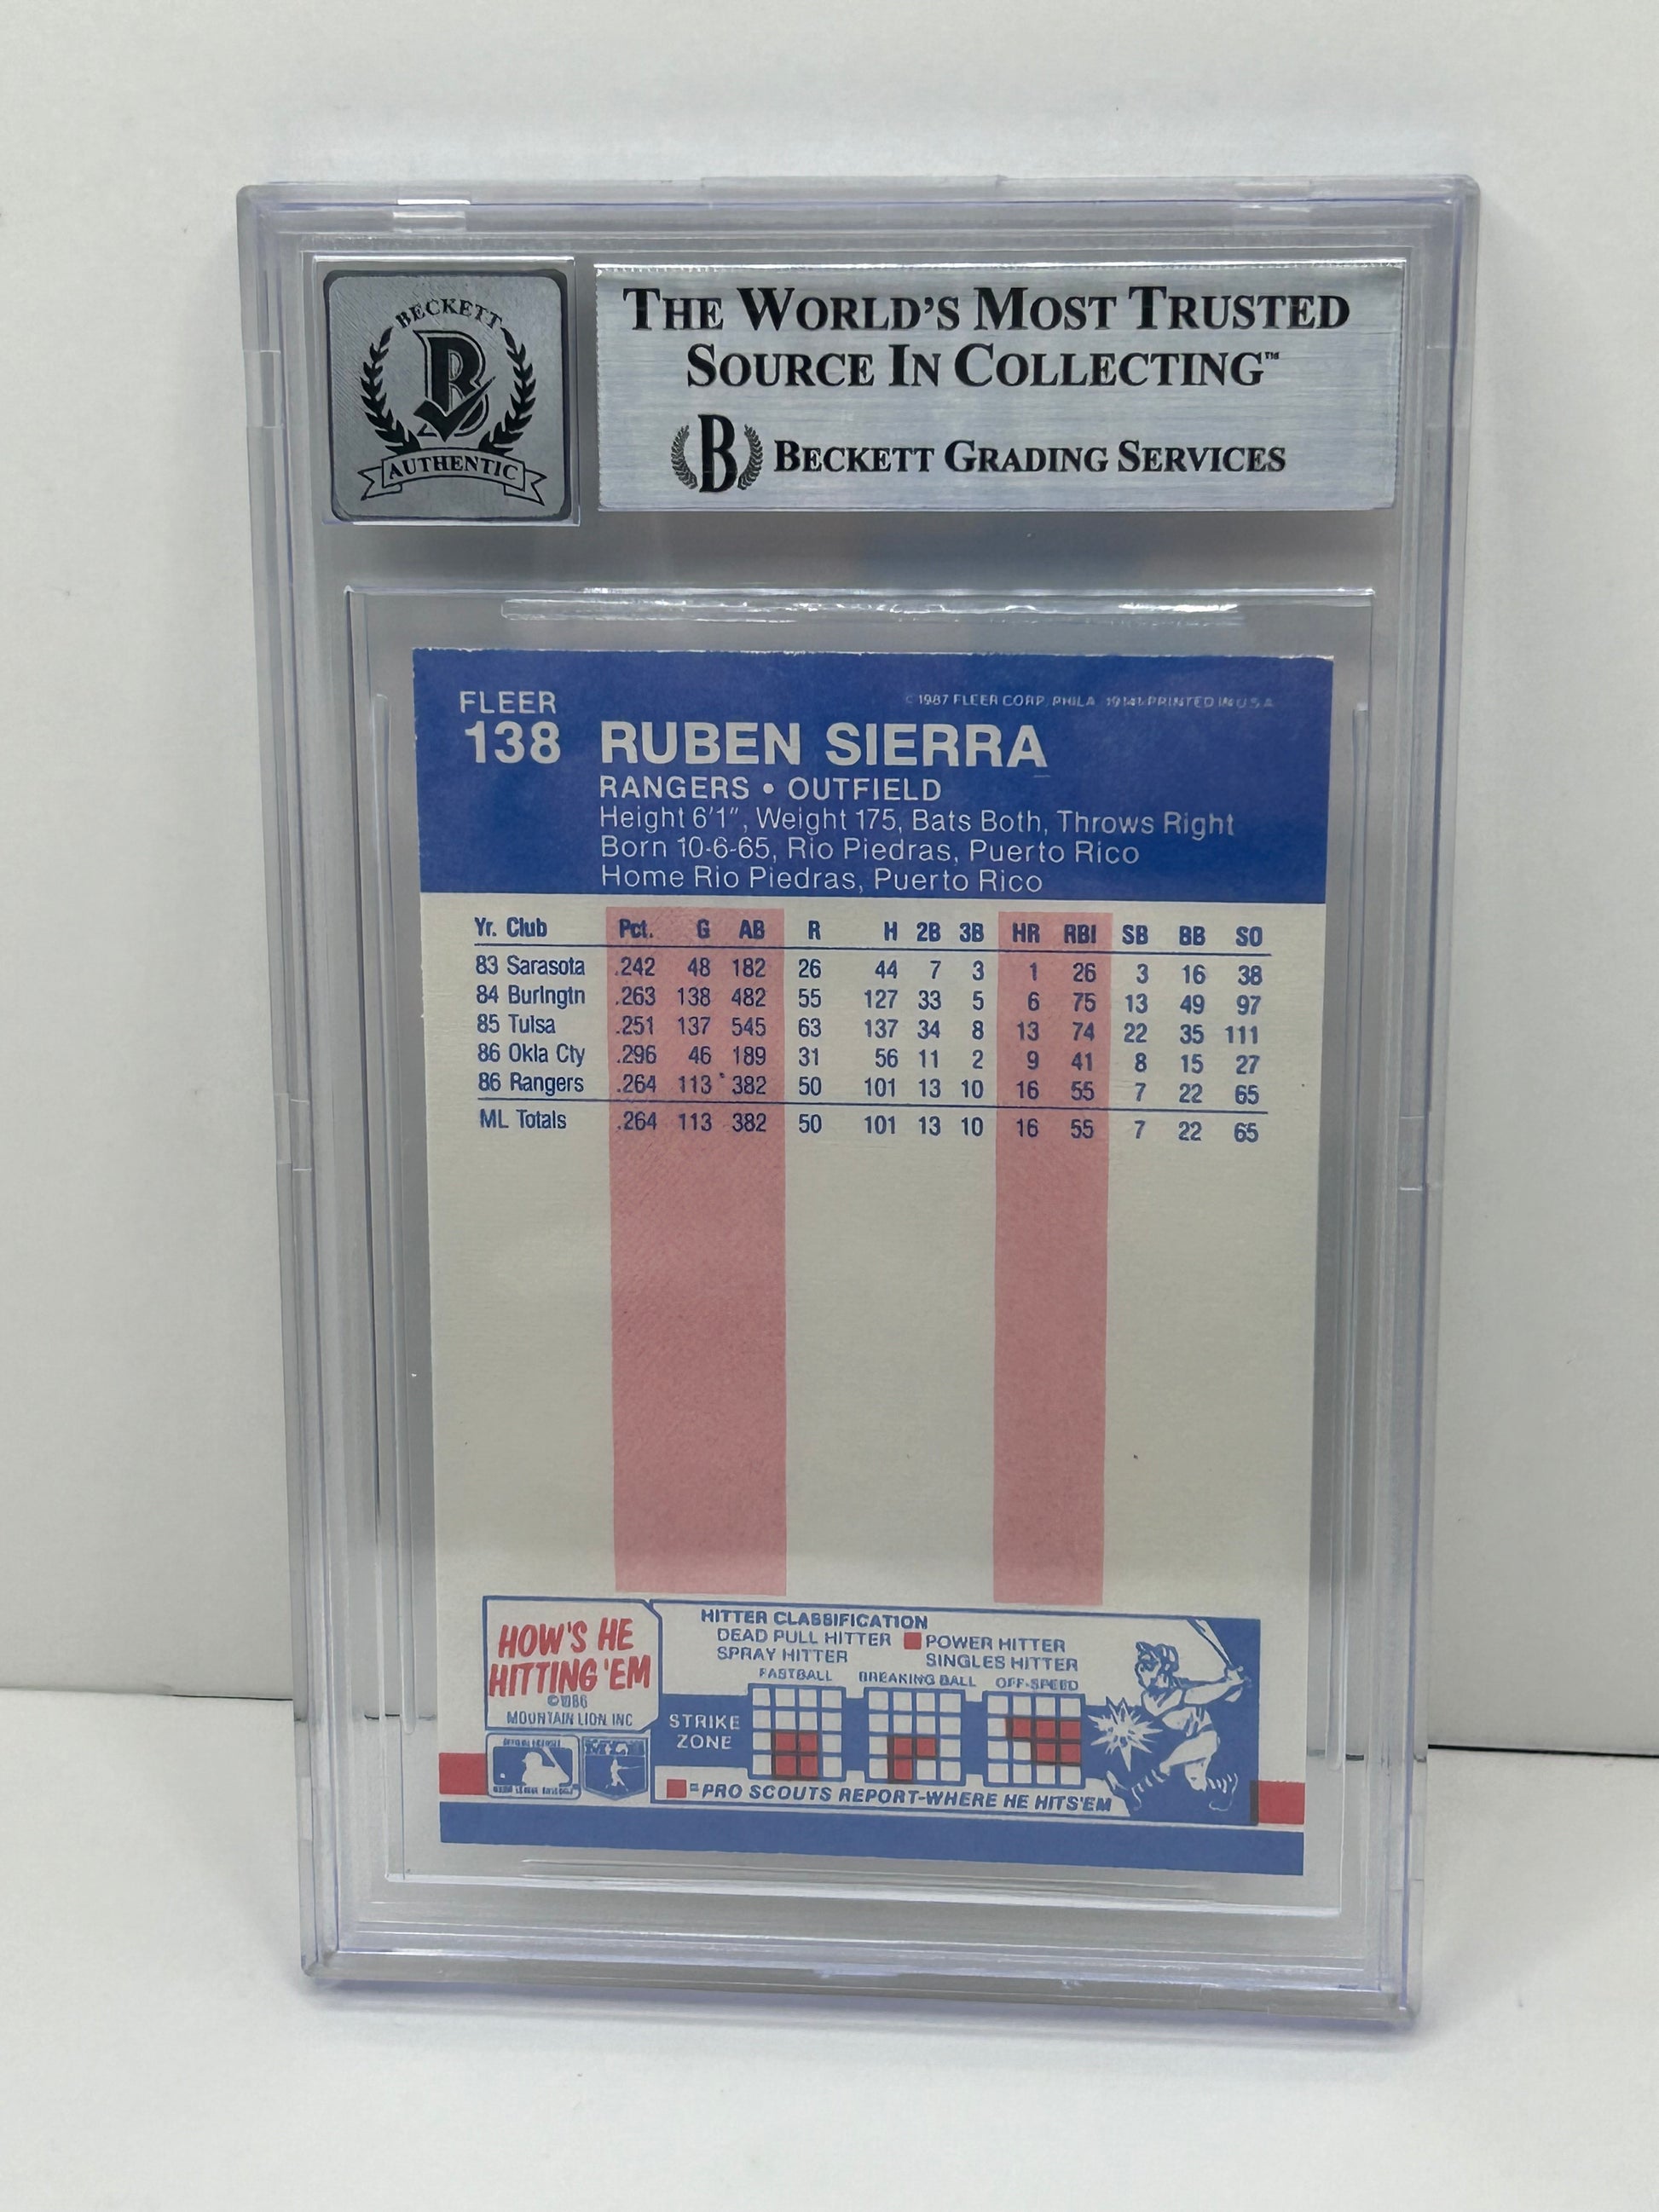 BECKETT
B
AUTHENTIC
THE WORLD'S MOST TRUSTED
SOURCE IN COLLECTING™
B BECKETT GRADING SERVICES
FLEER
138
© 1987 FLEER CORP. PHILA. 19141 PRINTED IN U.S.A.
RUBEN SIERRA
RANGERS • OUTFIELD
Height 6'1", Weight 175, Bats Both, Throws Right
Born 10-6-65, Rio Piedras, Puerto Rico
Home Rio Piedras, Puerto Rico
Yr. Club Pct. G AB R H 2B 3B HR RBI SB BB SO
83 Sarasota .242 48 182 26 44 7 3 1 26 3 16 38
84 Burlngtn .263 138 482 55 127 33 5 6 75 13 49 97
85 Tulsa .251 137 545 63 137 34 8 13 74 22 35 111
86 Okla Cty .296 46 189 31 56 11 2 9 41 8 15 27
86 Rangers .264 113 382 50 101 13 10 16 55 7 22 65
ML Totals .264 113 382 50 101 13 10 16 55 7 22 65
HOW'S HE
HITTING 'EM
©1986
MOUNTAIN LION INC
HITTER CLASSIFICATION
DEAD PULL HITTER POWER HITTER
SPRAY HITTER SINGLES HITTER
FASTBALL BREAKING BALL OFF-SPEED
STRIKE
ZONE
=PRO SCOUTS REPORT-WHERE HE HITS'EM